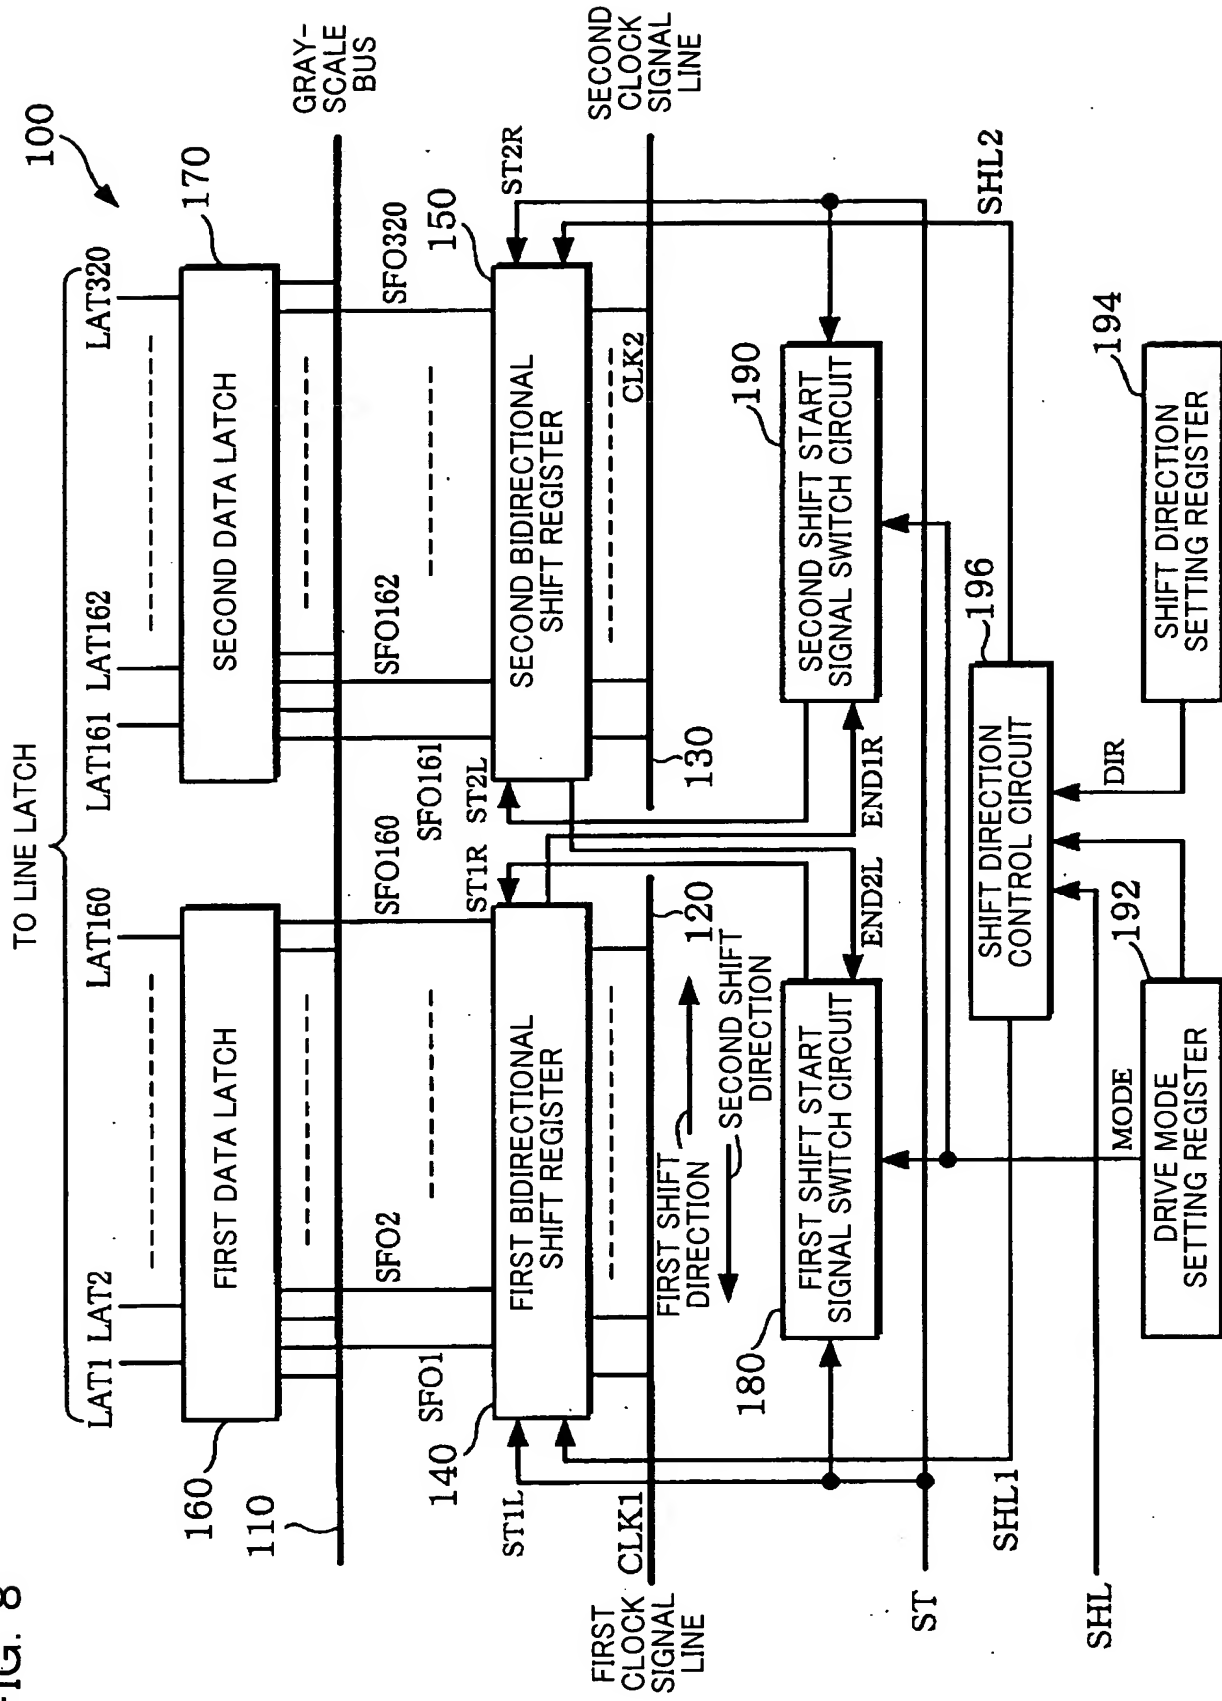 FIG. 8
100
TO LINE LATCH
LAT1
LAT2
LAT160
LAT161
LAT162
LAT320
160
FIRST DATA LATCH
SECOND DATA LATCH
170
110
GRAY-
SCALE
BUS
SFO1
SFO2
SFO160
SFO161
SFO162
SFO320
140
150
ST1L
FIRST BIDIRECTIONAL
SHIFT REGISTER
ST1R
ST2L
SECOND BIDIRECTIONAL
SHIFT REGISTER
ST2R
FIRST
CLOCK
SIGNAL
LINE
CLK1
120
130
CLK2
SECOND
CLOCK
SIGNAL
LINE
FIRST SHIFT
DIRECTION
SECOND SHIFT
DIRECTION
180
FIRST SHIFT START
SIGNAL SWITCH CIRCUIT
END2L
END1R
190
SECOND SHIFT START
SIGNAL SWITCH CIRCUIT
ST
SHL1
SHIFT DIRECTION
CONTROL CIRCUIT
196
SHL2
SHL
MODE
192
DIR
194
DRIVE MODE
SETTING REGISTER
SHIFT DIRECTION
SETTING REGISTER